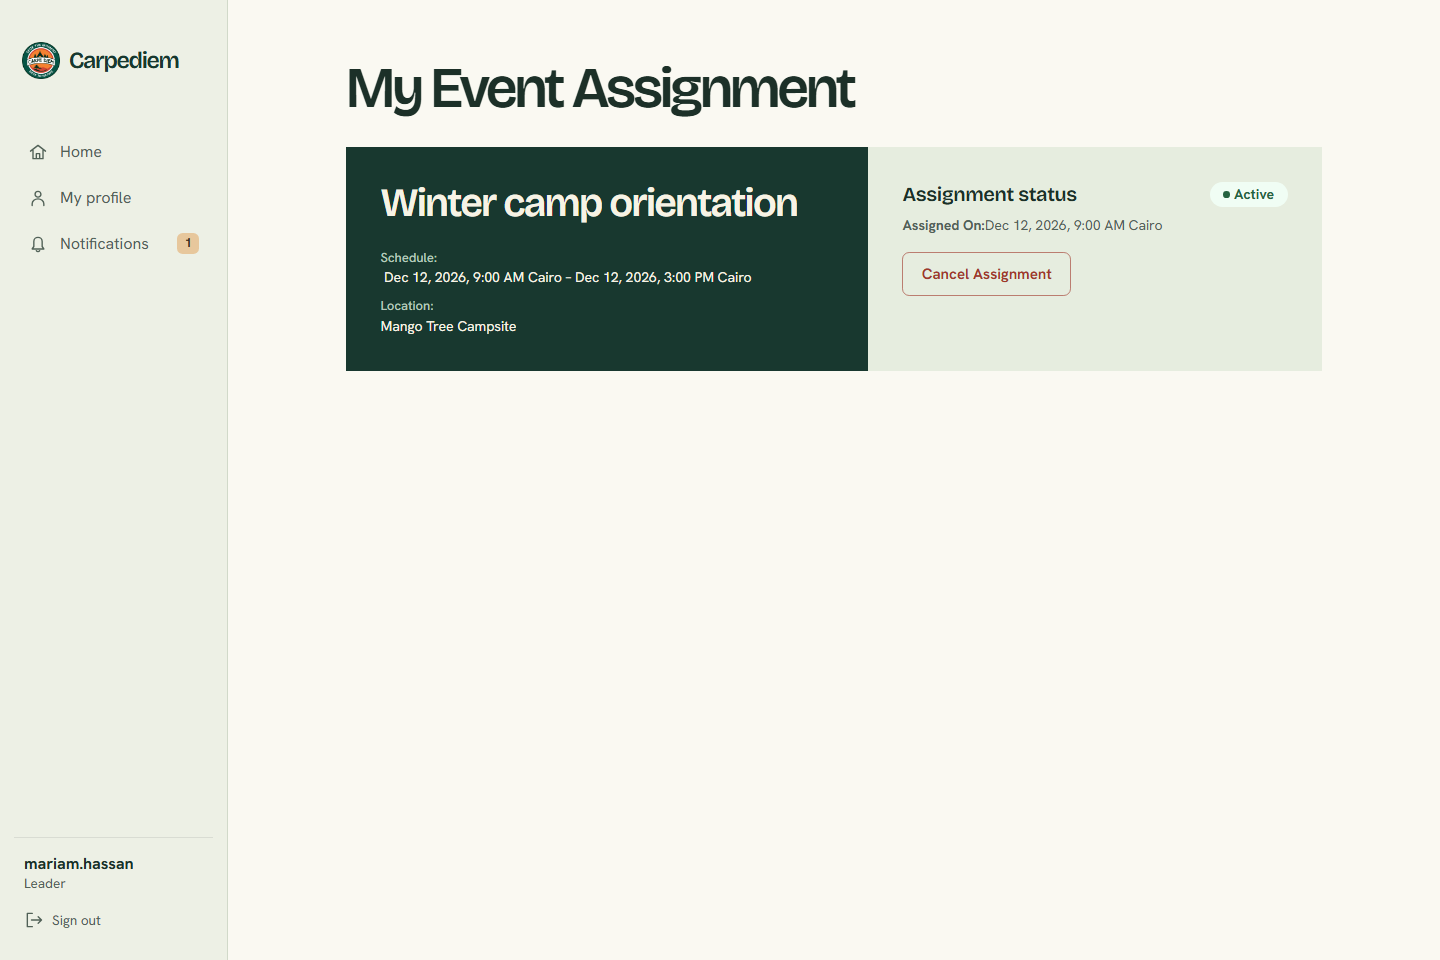 Carpediem
Home
My profile
Notifications 1
mariam.hassan
Leader
Sign out
My Event Assignment
Winter camp orientation
Schedule:
Dec 12, 2026, 9:00 AM Cairo – Dec 12, 2026, 3:00 PM Cairo
Location:
Mango Tree Campsite
Assignment status
Active
Assigned On:Dec 12, 2026, 9:00 AM Cairo
Cancel Assignment